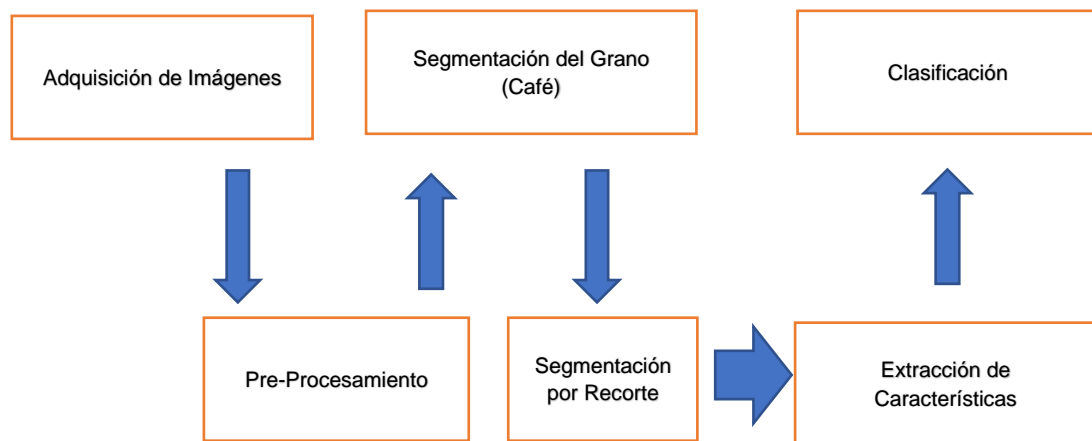 Adquisición de Imágenes
Segmentación del Grano
(Café)
Clasificación
Pre-Procesamiento
Segmentación
por Recorte
Extracción de
Características